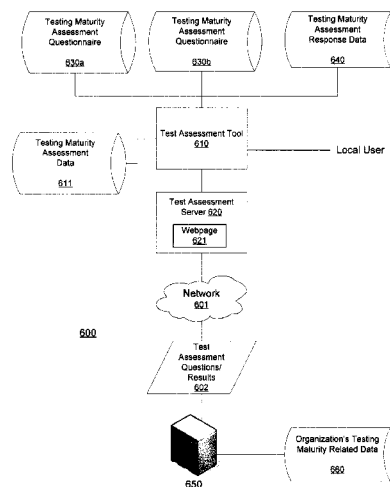 Testing Maturity
Assessment
Questionnaire
630a
Testing Maturity
Assessment
Questionnaire
630b
Testing Maturity
Assessment
Response Data
640
Test Assessment Tool
610
Local User
Testing Maturity
Assessment
Data
611
Test Assessment
Server 620
Webpage
621
Network
601
600
Test
Assessment
Questions/
Results
602
650
Organization's Testing
Maturity Related Data
660